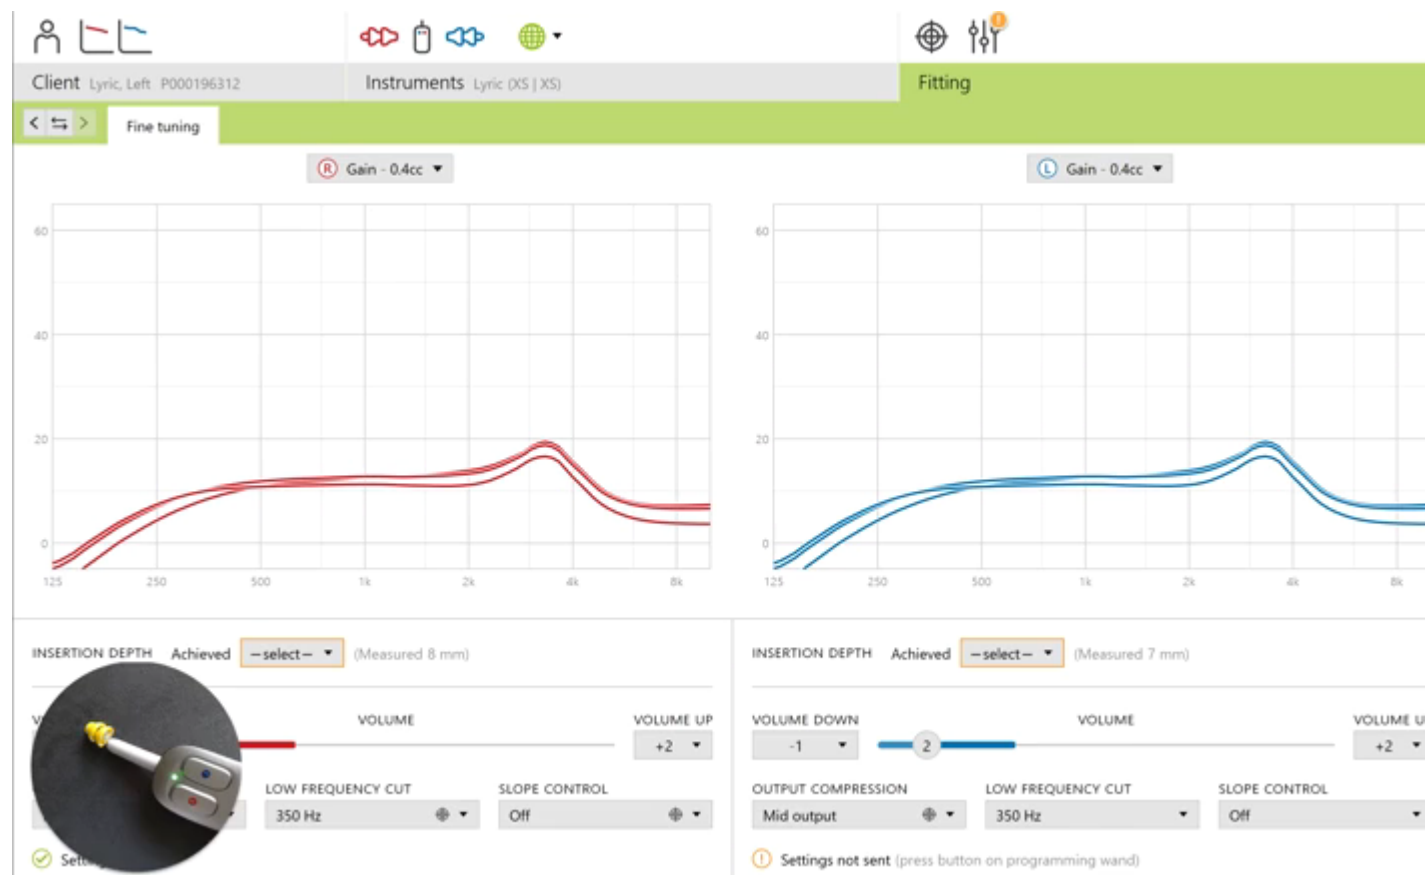 Client Lyric, Left P000196312
Instruments Lyric (XS | XS)
Fitting
Fine tuning
R Gain - 0.4cc
L Gain - 0.4cc
60
40
20
0
125 250 500 1k 2k 4k 8k
60
40
20
0
125 250 500 1k 2k 4k 8k
INSERTION DEPTH Achieved —select— (Measured 8 mm)
VOLUME VOLUME UP
+2
LOW FREQUENCY CUT SLOPE CONTROL
350 Hz Off
INSERTION DEPTH Achieved —select— (Measured 7 mm)
VOLUME DOWN VOLUME VOLUME U
-1 2 +2
OUTPUT COMPRESSION LOW FREQUENCY CUT SLOPE CONTROL
Mid output 350 Hz Off
! Settings not sent (press button on programming wand)